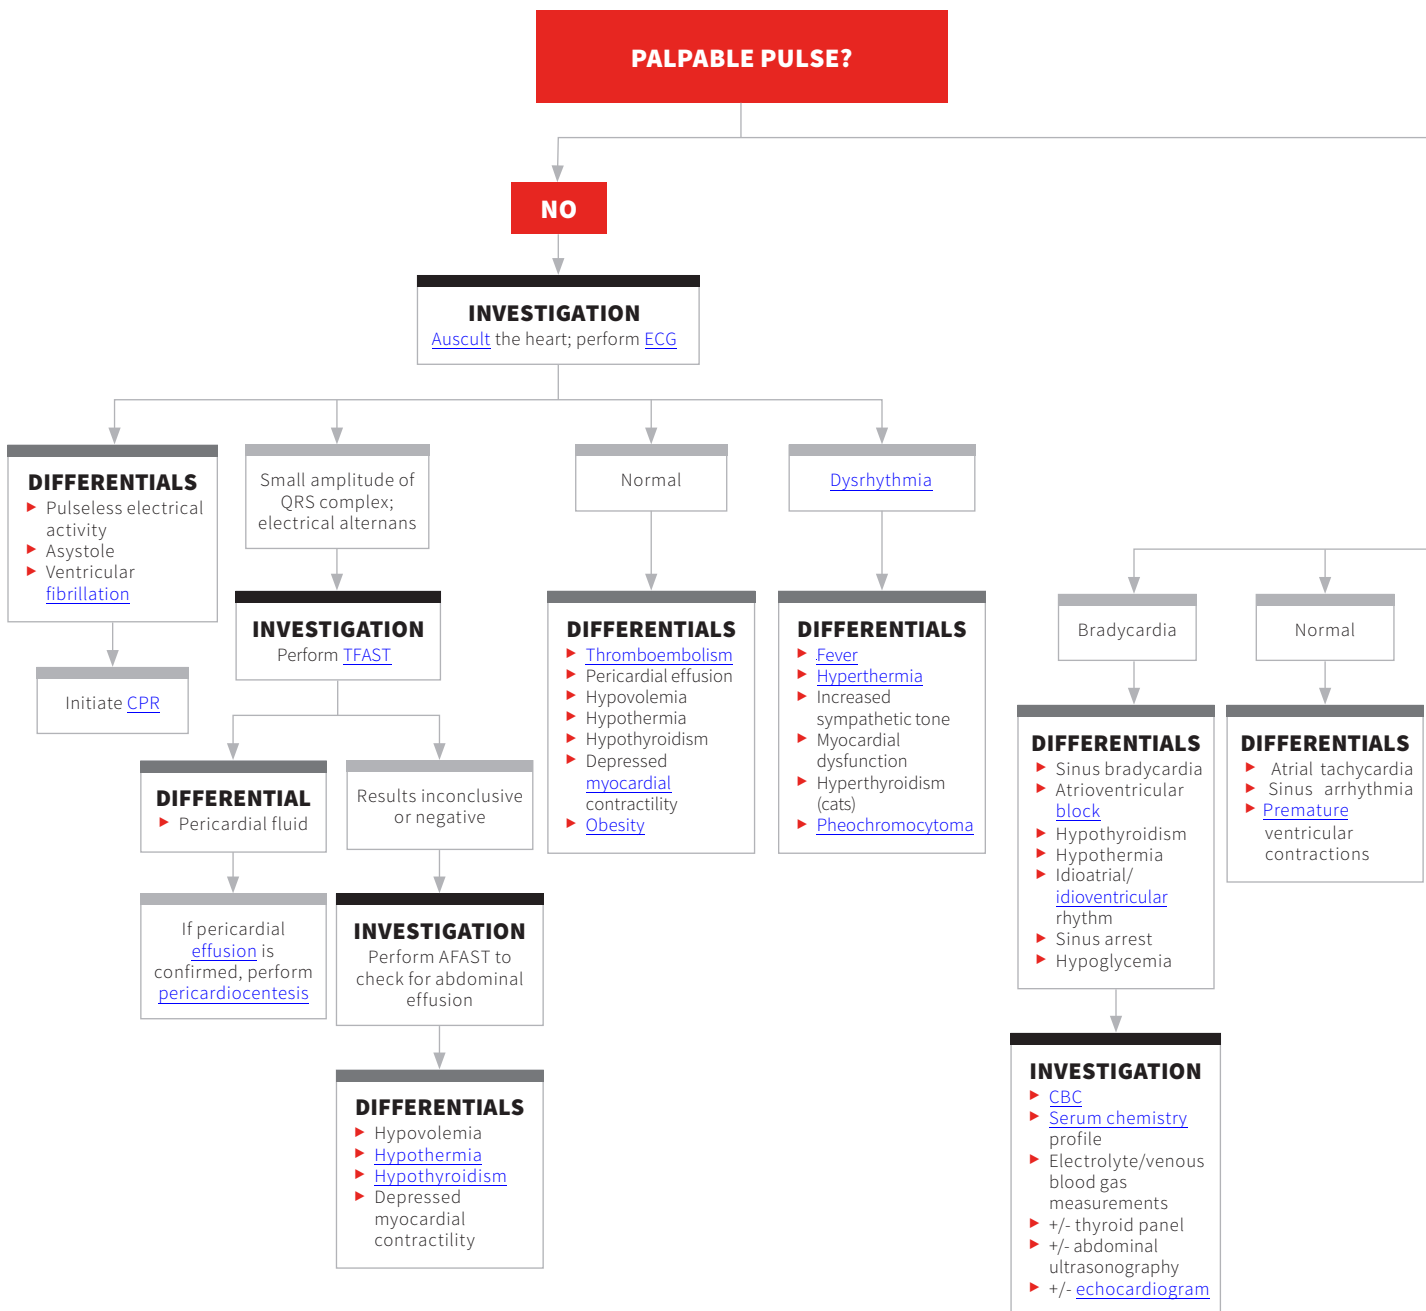 PALPABLE PULSE?
NO
INVESTIGATION
Auscult the heart; perform ECG
DIFFERENTIALS
Pulseless electrical
activity
Asystole
Ventricular
fibrillation
Initiate CPR
Small amplitude of
QRS complex;
electrical alternans
INVESTIGATION
Perform TFAST
DIFFERENTIAL
Pericardial fluid
If pericardial
effusion is
confirmed, perform
pericardiocentesis
Results inconclusive
or negative
INVESTIGATION
Perform AFAST to
check for abdominal
effusion
DIFFERENTIALS
Hypovolemia
Hypothermia
Hypothyroidism
Depressed
myocardial
contractility
Normal
DIFFERENTIALS
Thromboembolism
Pericardial effusion
Hypovolemia
Hypothermia
Hypothyroidism
Depressed
myocardial
contractility
Obesity
Dysrhythmia
DIFFERENTIALS
Fever
Hyperthermia
Increased
sympathetic tone
Myocardial
dysfunction
Hyperthyroidism
(cats)
Pheochromocytoma
Bradycardia
DIFFERENTIALS
Sinus bradycardia
Atrioventricular
block
Hypothyroidism
Hypothermia
Idioatrial/
idioventricular
rhythm
Sinus arrest
Hypoglycemia
INVESTIGATION
CBC
Serum chemistry
profile
Electrolyte/venous
blood gas
measurements
+/- thyroid panel
+/- abdominal
ultrasonography
+/- echocardiogram
Normal
DIFFERENTIALS
Atrial tachycardia
Sinus arrhythmia
Premature
ventricular
contractions